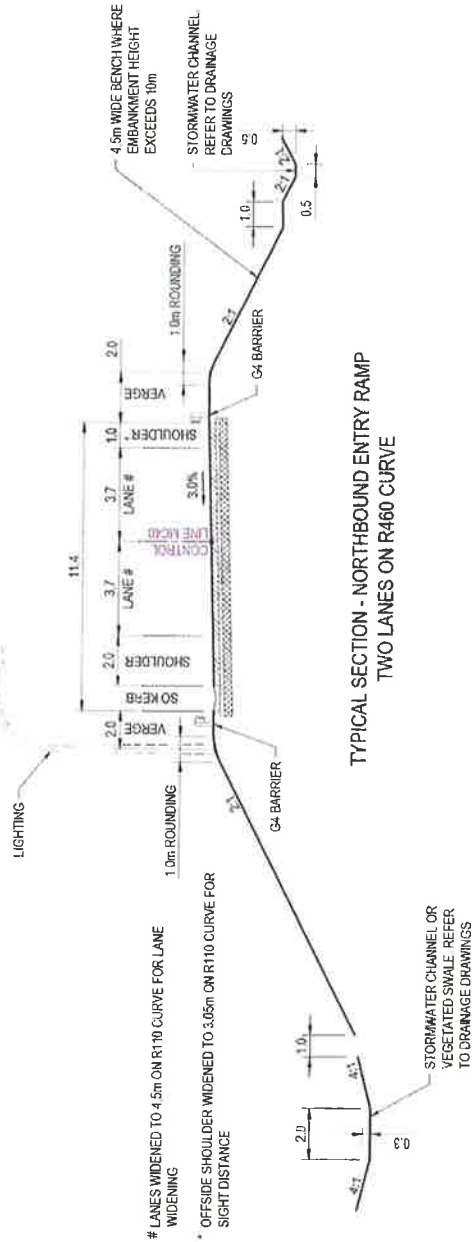 LIGHTING
# LANES WIDENED TO 4.5m ON R110 CURVE FOR LANE
WIDENING
* OFFSIDE SHOULDER WIDENED TO 3.05m ON R110 CURVE FOR
SIGHT DISTANCE
11.4
2.0
2.0
3.7
3.7
1.0
2.0
VERGE
SO KERB
SHOULDER
LANE #
LANE #
SHOULDER*
VERGE
CONTROL
LINE MC40
3.0%
1.0m ROUNDING
1.0m ROUNDING
G4 BARRIER
G4 BARRIER
4.5m WIDE BENCH WHERE
EMBANKMENT HEIGHT
EXCEEDS 10m
STORMWATER CHANNEL,
REFER TO DRAINAGE
DRAWINGS
2:1
2:1
1.0
2:1
2:1
0.5
0.5
1.0
4:1
4:1
2.0
0.3
STORMWATER CHANNEL OR
VEGETATED SWALE REFER
TO DRAINAGE DRAWINGS
TYPICAL SECTION - NORTHBOUND ENTRY RAMP
TWO LANES ON R460 CURVE